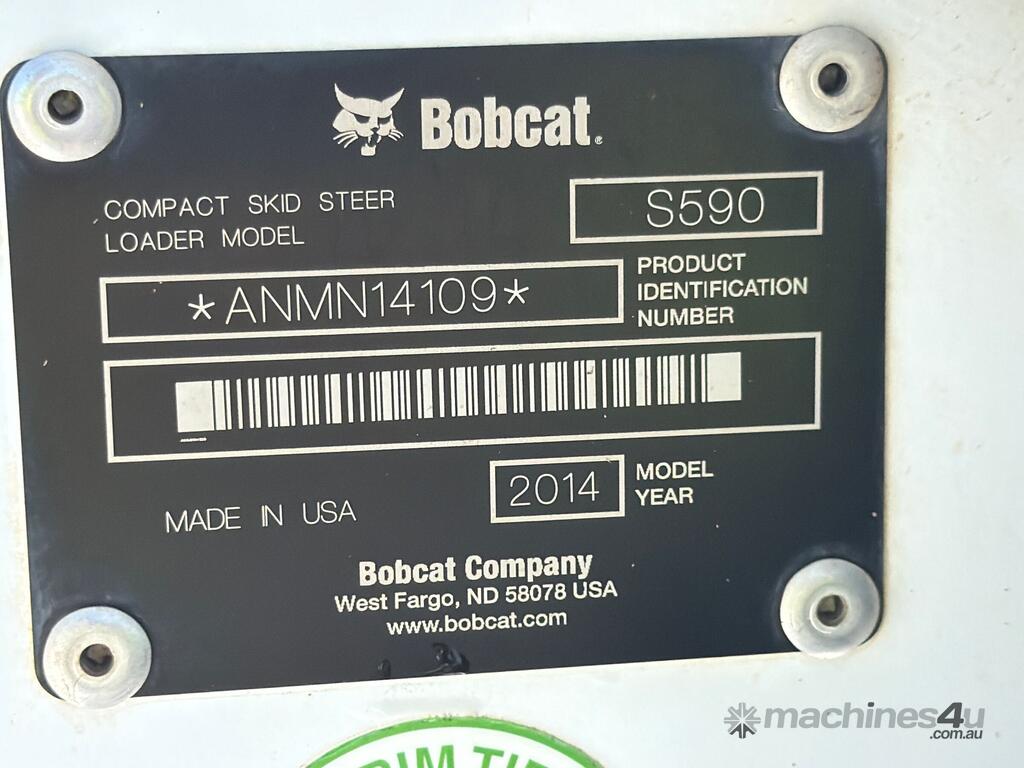 Bobcat®
COMPACT SKID STEER
LOADER MODEL
S590
*ANMN14109*
PRODUCT
IDENTIFICATION
NUMBER
MADE IN USA
2014
MODEL
YEAR
Bobcat Company
West Fargo, ND 58078 USA
www.bobcat.com
machines4u
.com.au